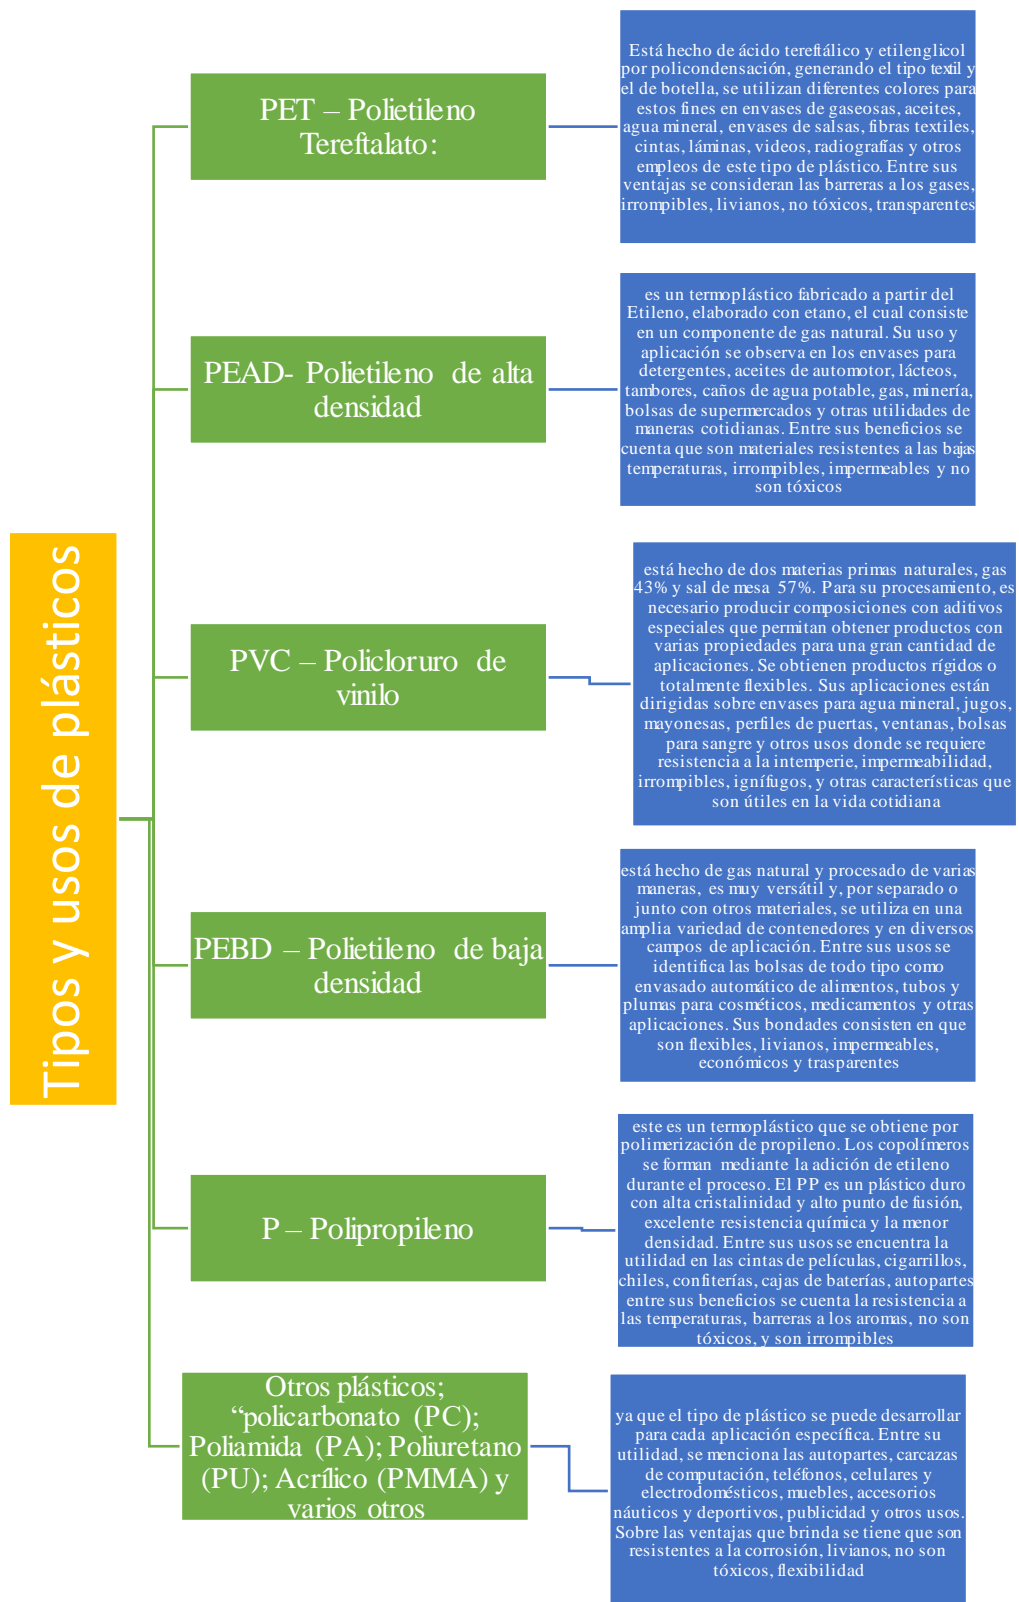 Tipos y usos de plásticos
PET – Polietileno
Tereftalato:
Está hecho de ácido tereftálico y etilenglicol
por policondensación, generando el tipo textil y
el de botella, se utilizan diferentes colores para
estos fines en envases de gaseosas, aceites,
agua mineral, envases de salsas, fibras textiles,
cintas, láminas, videos, radiografías y otros
empleos de este tipo de plástico. Entre sus
ventajas se consideran las barreras a los gases,
irrompibles, livianos, no tóxicos, transparentes
PEAD- Polietileno de alta
densidad
es un termoplástico fabricado a partir del
Etileno, elaborado con etano, el cual consiste
en un componente de gas natural. Su uso y
aplicación se observa en los envases para
detergentes, aceites de automotor, lácteos,
tambores, caños de agua potable, gas, minería,
bolsas de supermercados y otras utilidades de
maneras cotidianas. Entre sus beneficios se
cuenta que son materiales resistentes a las bajas
temperaturas, irrompibles, impermeables y no
son tóxicos
PVC – Policloruro de
vinilo
está hecho de dos materias primas naturales, gas
43% y sal de mesa 57%. Para su procesamiento, es
necesario producir composiciones con aditivos
especiales que permitan obtener productos con
varias propiedades para una gran cantidad de
aplicaciones. Se obtienen productos rígidos o
totalmente flexibles. Sus aplicaciones están
dirigidas sobre envases para agua mineral, jugos,
mayonesas, perfiles de puertas, ventanas, bolsas
para sangre y otros usos donde se requiere
resistencia a la intemperie, impermeabilidad,
irrompibles, ignífugos, y otras características que
son útiles en la vida cotidiana
PEBD – Polietileno de baja
densidad
está hecho de gas natural y procesado de varias
maneras, es muy versátil y, por separado o
junto con otros materiales, se utiliza en una
amplia variedad de contenedores y en diversos
campos de aplicación. Entre sus usos se
identifica las bolsas de todo tipo como
envasado automático de alimentos, tubos y
plumas para cosméticos, medicamentos y otras
aplicaciones. Sus bondades consisten en que
son flexibles, livianos, impermeables,
económicos y trasparentes
P – Polipropileno
este es un termoplástico que se obtiene por
polimerización de propileno. Los copolímeros
se forman mediante la adición de etileno
durante el proceso. El PP es un plástico duro
con alta cristalinidad y alto punto de fusión,
excelente resistencia química y la menor
densidad. Entre sus usos se encuentra la
utilidad en las cintas de películas, cigarrillos,
chiles, confiterías, cajas de baterías, autopartes
entre sus beneficios se cuenta la resistencia a
las temperaturas, barreras a los aromas, no son
tóxicos, y son irrompibles
Otros plásticos;
“policarbonato (PC);
Poliamida (PA); Poliuretano
(PU); Acrílico (PMMA) y
varios otros
ya que el tipo de plástico se puede desarrollar
para cada aplicación específica. Entre su
utilidad, se menciona las autopartes, carcazas
de computación, teléfonos, celulares y
electrodomésticos, muebles, accesorios
náuticos y deportivos, publicidad y otros usos.
Sobre las ventajas que brinda se tiene que son
resistentes a la corrosión, livianos, no son
tóxicos, flexibilidad